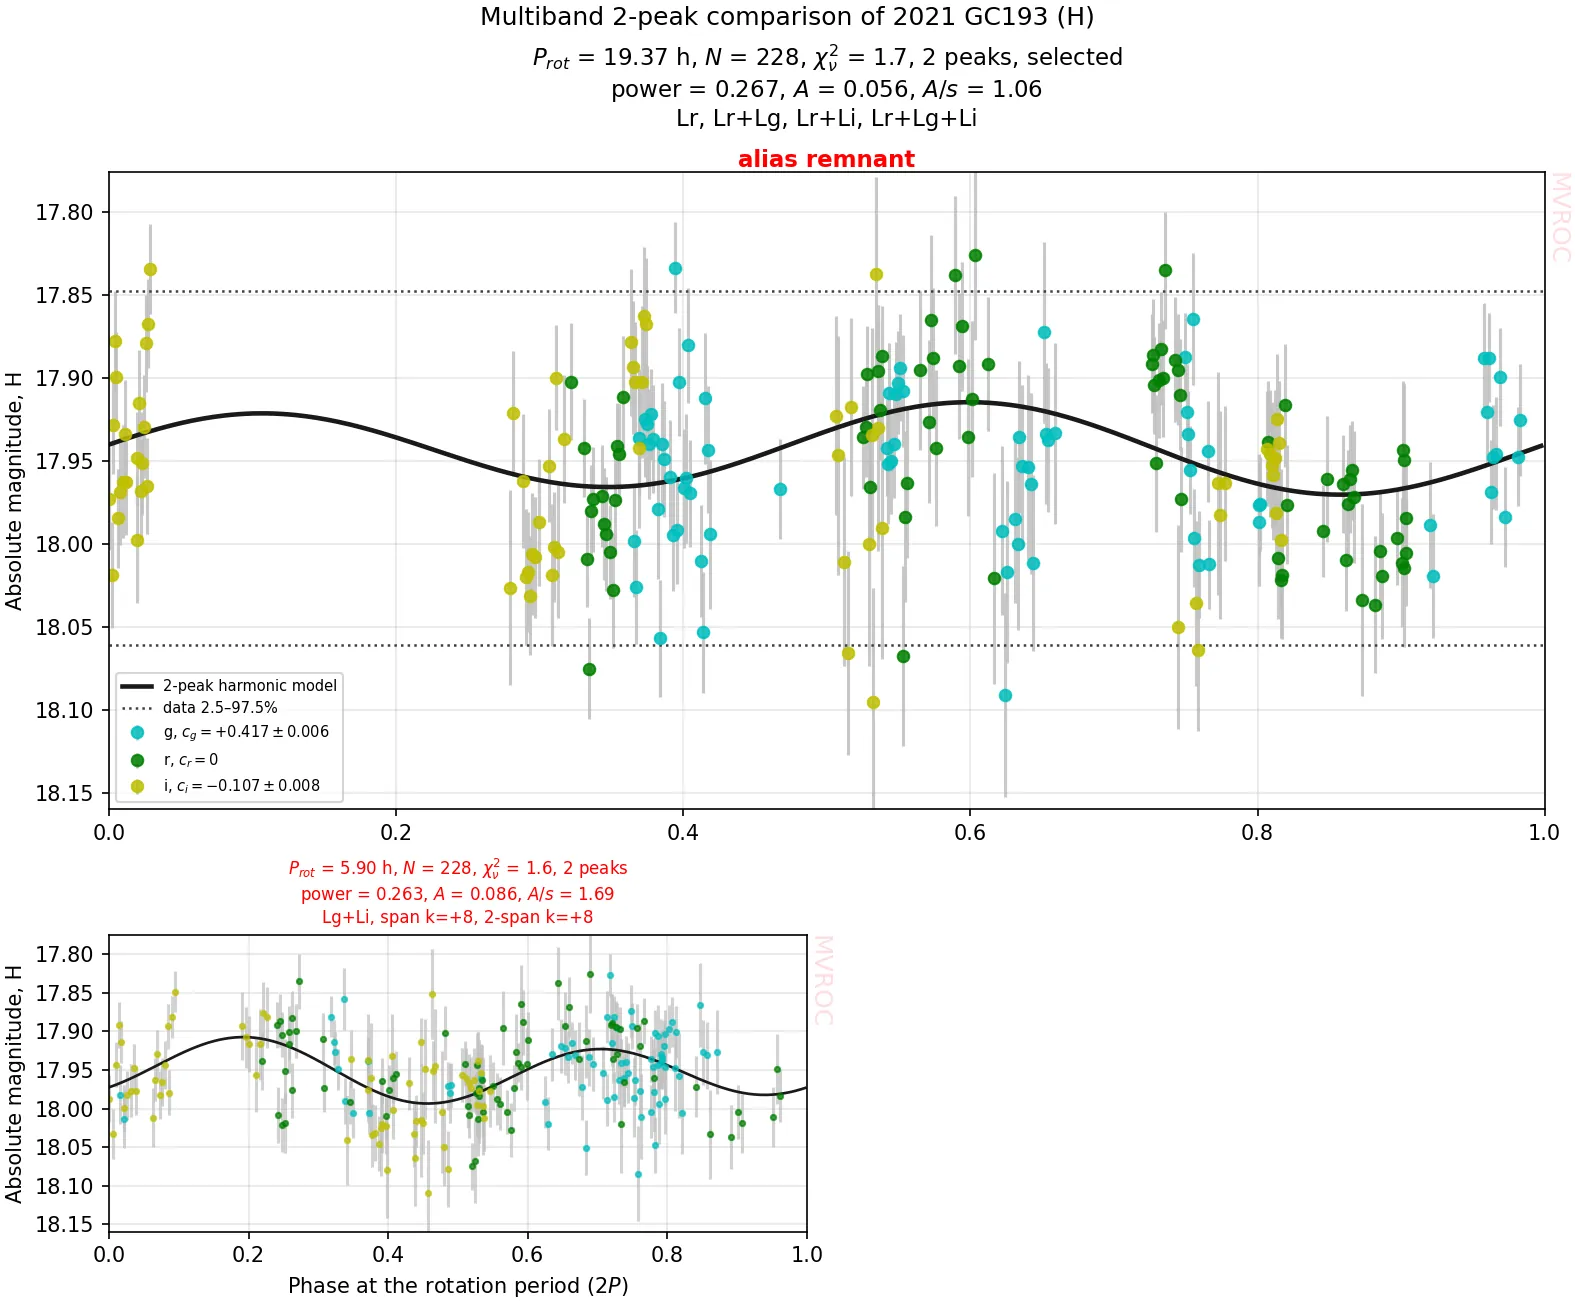 Multiband 2-peak comparison of 2021 GC193 (H)
P_rot = 19.37 h, N = 228, χ²_ν = 1.7, 2 peaks, selected
power = 0.267, A = 0.056, A/s = 1.06
Lr, Lr+Lg, Lr+Li, Lr+Lg+Li
alias remnant
MVROC
Absolute magnitude, H
17.80
17.85
17.90
17.95
18.00
18.05
18.10
18.15
2-peak harmonic model
data 2.5–97.5%
g, c_g = +0.417 ± 0.006
r, c_r = 0
i, c_i = −0.107 ± 0.008
0.0 0.2 0.4 0.6 0.8 1.0
P_rot = 5.90 h, N = 228, χ²_ν = 1.6, 2 peaks
power = 0.263, A = 0.086, A/s = 1.69
Lg+Li, span k=+8, 2-span k=+8
MVROC
Absolute magnitude, H
17.80
17.85
17.90
17.95
18.00
18.05
18.10
18.15
0.0 0.2 0.4 0.6 0.8 1.0
Phase at the rotation period (2P)